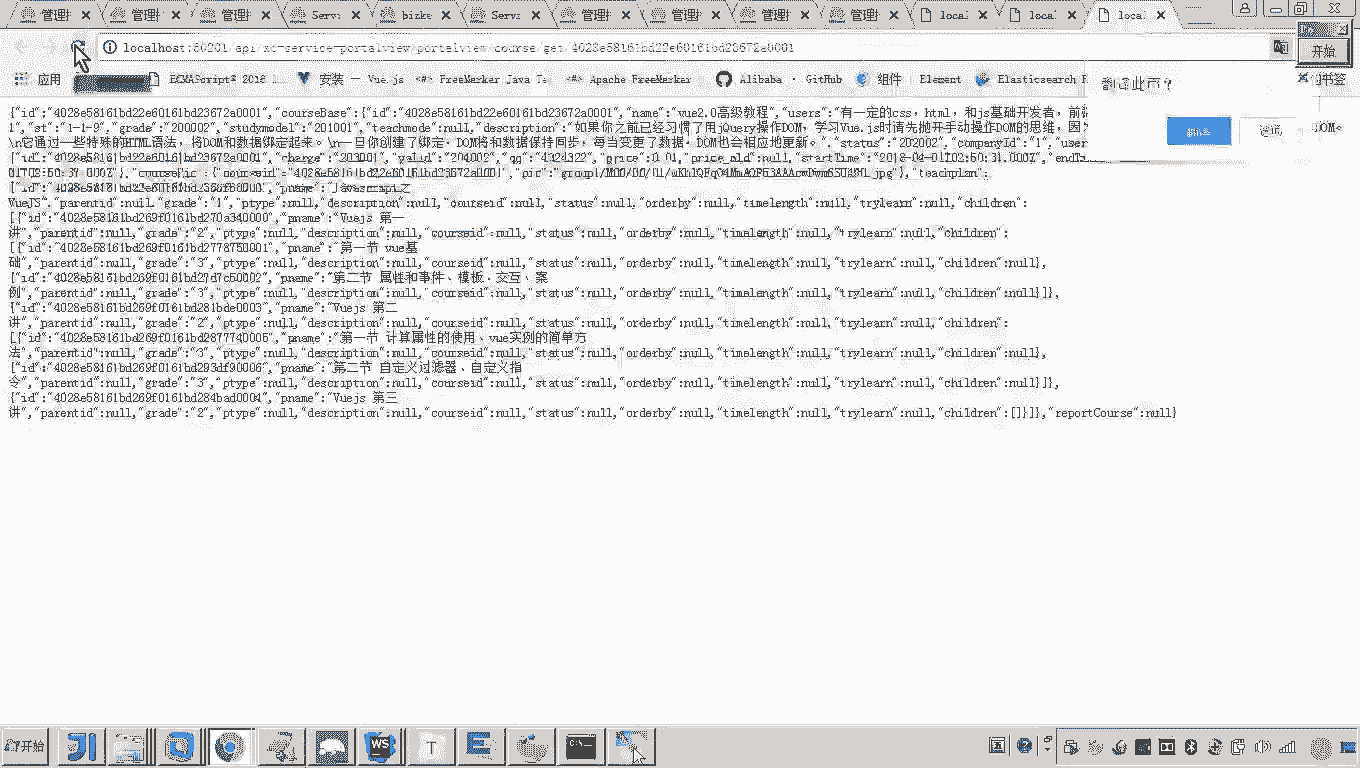 管理 管理 管理 Serv bizke Serv 管理 管理 管理 管理 local local local
localhost:50201/api/xc-service-portalview/portalview/course/get/4028e58161bd22e60161bd23672a0001
开始
应用 ECMAScript® 2016 安装 — Vue.js FreeMarker Java Te Apache FreeMarker Alibaba · GitHub 组件 Element Elasticsearch 书签
翻译此页?
{"id":"4028e58161bd22e60161bd23672a0001","courseBase":{"id":"4028e58161bd22e60161bd23672a0001","name":"vue2.0高级教程","users":"有一定的css,html,和js基础开发者,前
1","st":"1-1-9","grade":"200002","studymodel":"201001","teachmode":null,"description":"如果你之前已经习惯了用jQuery操作DOM,学习Vue.js时请先抛开手动操作DOM的思维,因 DOM。
\n它通过一些特殊的HTML语法,将DOM和数据绑定起来。\n一旦你创建了绑定,DOM将和数据保持同步,每当变更了数据,DOM也会相应地更新。","status":"202002","companyId":"1","user
{"id":"4028e58161bd22e60161bd23672a0001","charge":"203001","valid":"204002","qq":"4324322","price":0.01,"price_old":null,"startTime":"2018-04-01T02:50:31.000Z","endTim
01T02:50:37.000Z"},"coursePic":{"courseid":"4028e58161bd22e60161bd23672a0001","pic":"group1/M00/00/01/ .jpg"},"teachplan":
"pname":"Javascript之
VueJS","parentid":null,"grade":"1","ptype":null,"description":null,"courseid":null,"status":null,"orderby":null,"timelength":null,"trylearn":null,"children":
[{"id":"4028e58161bd269f0161bd270a340000","pname":"Vuejs 第一
讲","parentid":null,"grade":"2","ptype":null,"description":null,"courseid":null,"status":null,"orderby":null,"timelength":null,"trylearn":null,"children":
[{"id":"4028e58161bd269f0161bd2778750001","pname":"第一节 vue基
础","parentid":null,"grade":"3","ptype":null,"description":null,"courseid":null,"status":null,"orderby":null,"timelength":null,"trylearn":null,"children":null},
{"id":"4028e58161bd269f0161bd27d7c50002","pname":"第二节 属性和事件、模板、交互、案
例","parentid":null,"grade":"3","ptype":null,"description":null,"courseid":null,"status":null,"orderby":null,"timelength":null,"trylearn":null,"children":null}]},
{"id":"4028e58161bd269f0161bd281bde0003","pname":"Vuejs 第二
讲","parentid":null,"grade":"2","ptype":null,"description":null,"courseid":null,"status":null,"orderby":null,"timelength":null,"trylearn":null,"children":
[{"id":"4028e58161bd269f0161bd2877740005","pname":"第一节 计算属性的使用、vue实例的简单方
法","parentid":null,"grade":"3","ptype":null,"description":null,"courseid":null,"status":null,"orderby":null,"timelength":null,"trylearn":null,"children":null},
{"id":"4028e58161bd269f0161bd293df90006","pname":"第二节 自定义过滤器、自定义指
令","parentid":null,"grade":"3","ptype":null,"description":null,"courseid":null,"status":null,"orderby":null,"timelength":null,"trylearn":null,"children":null}]},
{"id":"4028e58161bd269f0161bd284bad0004","pname":"Vuejs 第三
讲","parentid":null,"grade":"2","ptype":null,"description":null,"courseid":null,"status":null,"orderby":null,"timelength":null,"trylearn":null,"children":[]}]},"reportCourse":null}
开始